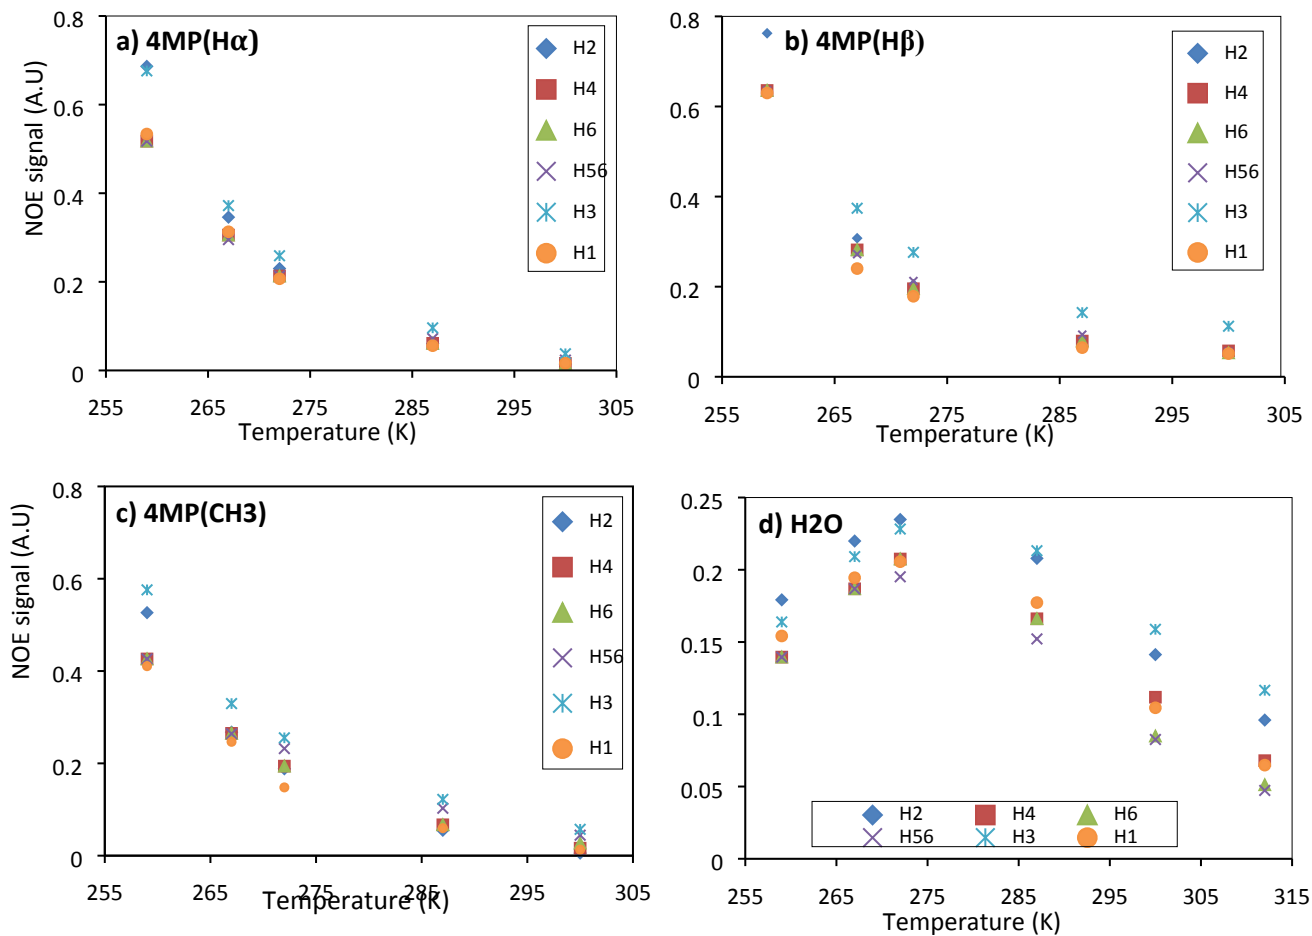 a) 4MP(Hα)
NOE signal (A.U)
0.8
0.6
0.4
0.2
0
255 265 275 285 295 305
Temperature (K)
H2
H4
H6
H56
H3
H1
b) 4MP(Hβ)
0.8
0.6
0.4
0.2
0
255 265 275 285 295 305
Temperature (K)
H2
H4
H6
H56
H3
H1
c) 4MP(CH3)
NOE signal (A.U)
0.8
0.6
0.4
0.2
0
255 265 275 285 295 305
Temperature (K)
H2
H4
H6
H56
H3
H1
d) H2O
0.25
0.2
0.15
0.1
0.05
0
H2 H4 H6
H56 H3 H1
255 265 275 285 295 305 315
Temperature (K)